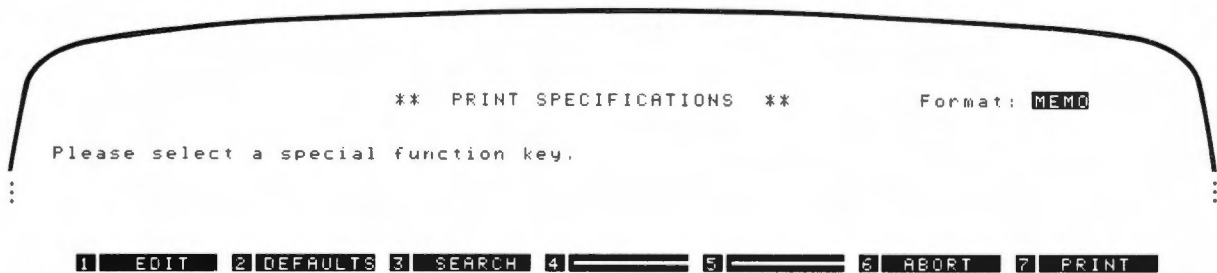 ** PRINT SPECIFICATIONS ** Format: MEMO
Please select a special function key.
1 EDIT 2 DEFAULTS 3 SEARCH 4 5 6 ABORT 7 PRINT